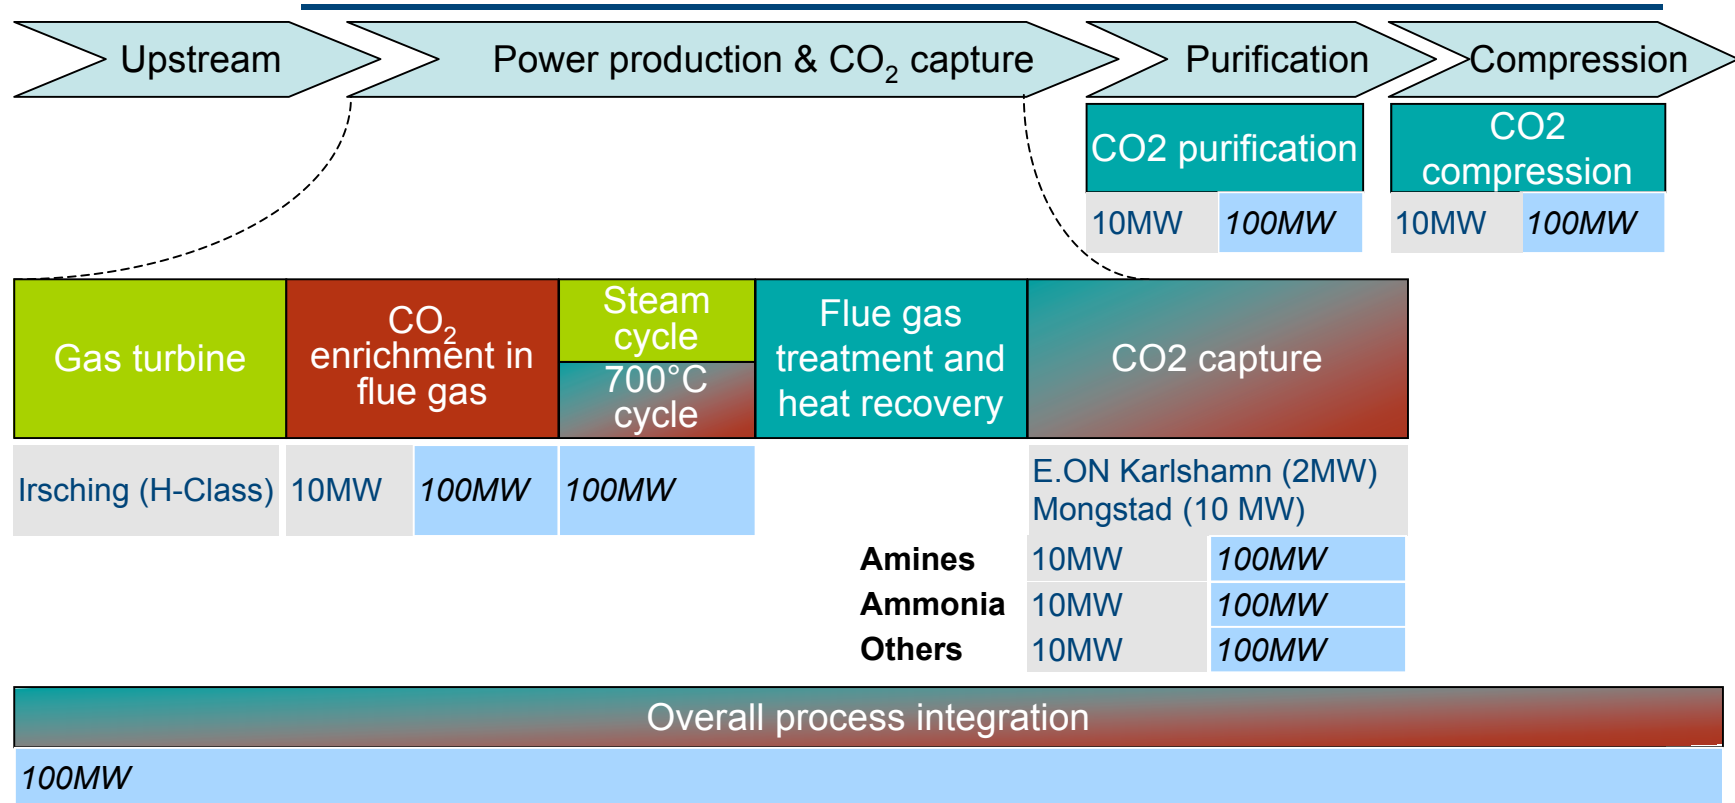 Upstream
Power production & CO2 capture
Purification
Compression
CO2 purification
CO2
compression
10MW 100MW
10MW 100MW
Gas turbine
CO2
enrichment in
flue gas
Steam
cycle
700°C
cycle
Flue gas
treatment and
heat recovery
CO2 capture
Irsching (H-Class)
10MW 100MW
100MW
E.ON Karlshamn (2MW)
Mongstad (10 MW)
Amines 10MW 100MW
Ammonia 10MW 100MW
Others 10MW 100MW
Overall process integration
100MW